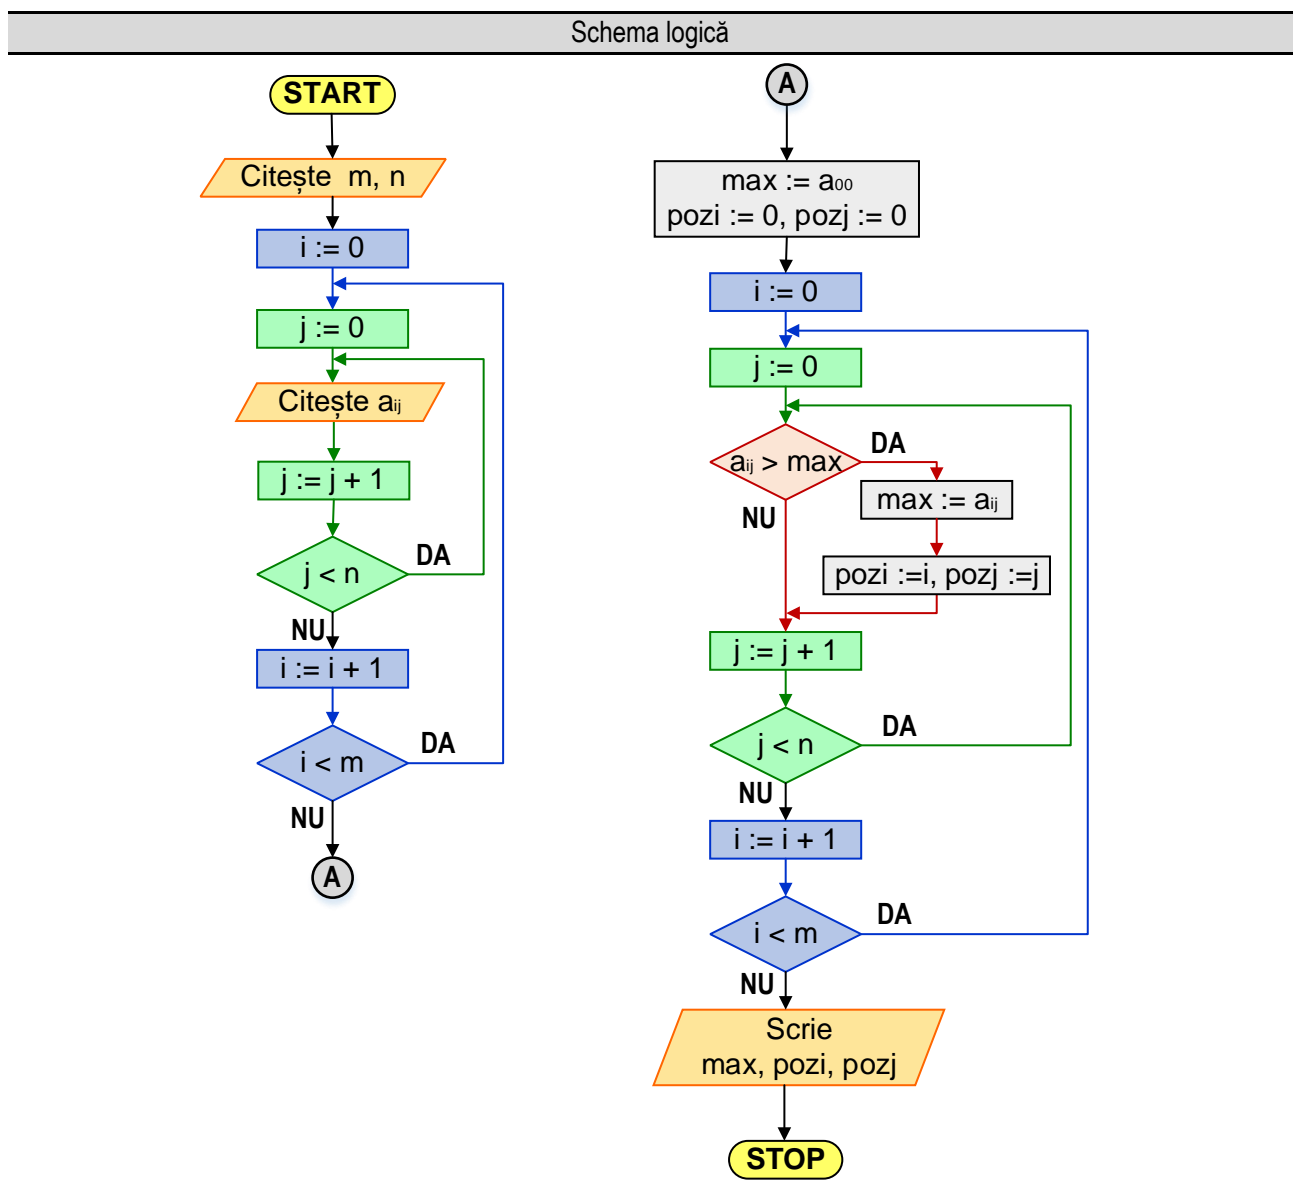 Schema logică
START
Citește m, n
i := 0
j := 0
Citește aij
j := j + 1
j < n
DA
NU
i := i + 1
i < m
DA
NU
A
A
max := a00
pozi := 0, pozj := 0
i := 0
j := 0
aij > max
DA
max := aij
pozi :=i, pozj :=j
NU
j := j + 1
j < n
DA
NU
i := i + 1
i < m
DA
NU
Scrie
max, pozi, pozj
STOP